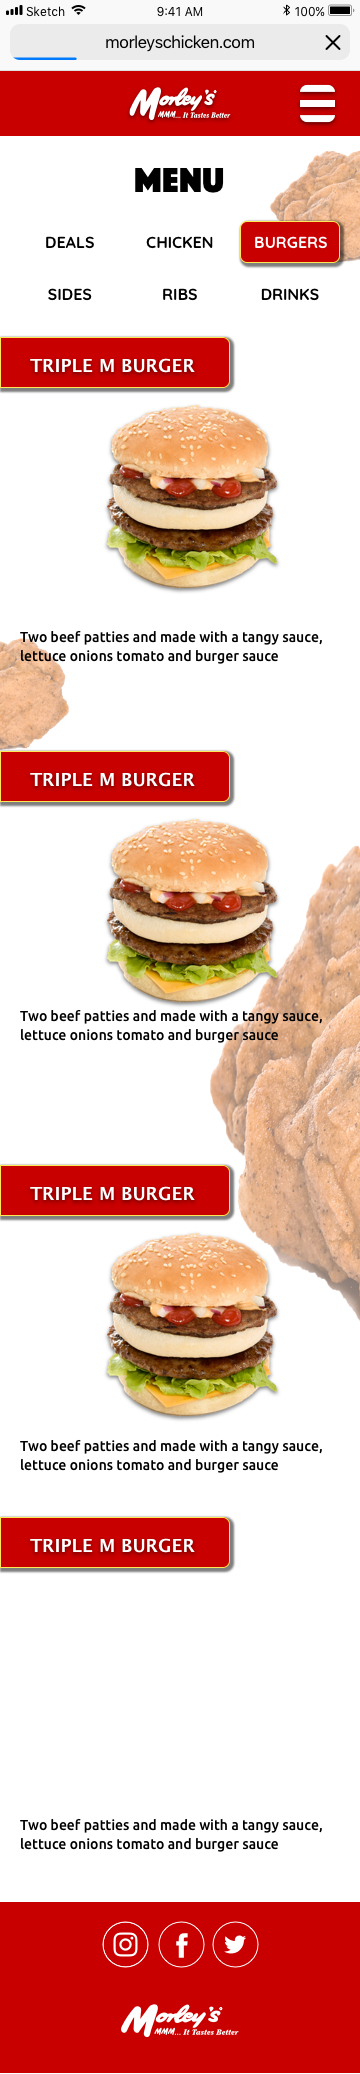 Sketch 9:41 AM 100%
morleyschicken.com
Morley's
MMM... It Tastes Better
MENU
DEALS CHICKEN BURGERS
SIDES RIBS DRINKS
TRIPLE M BURGER
Two beef patties and made with a tangy sauce,
lettuce onions tomato and burger sauce
TRIPLE M BURGER
Two beef patties and made with a tangy sauce,
lettuce onions tomato and burger sauce
TRIPLE M BURGER
Two beef patties and made with a tangy sauce,
lettuce onions tomato and burger sauce
TRIPLE M BURGER
Two beef patties and made with a tangy sauce,
lettuce onions tomato and burger sauce
Morley's
MMM... It Tastes Better